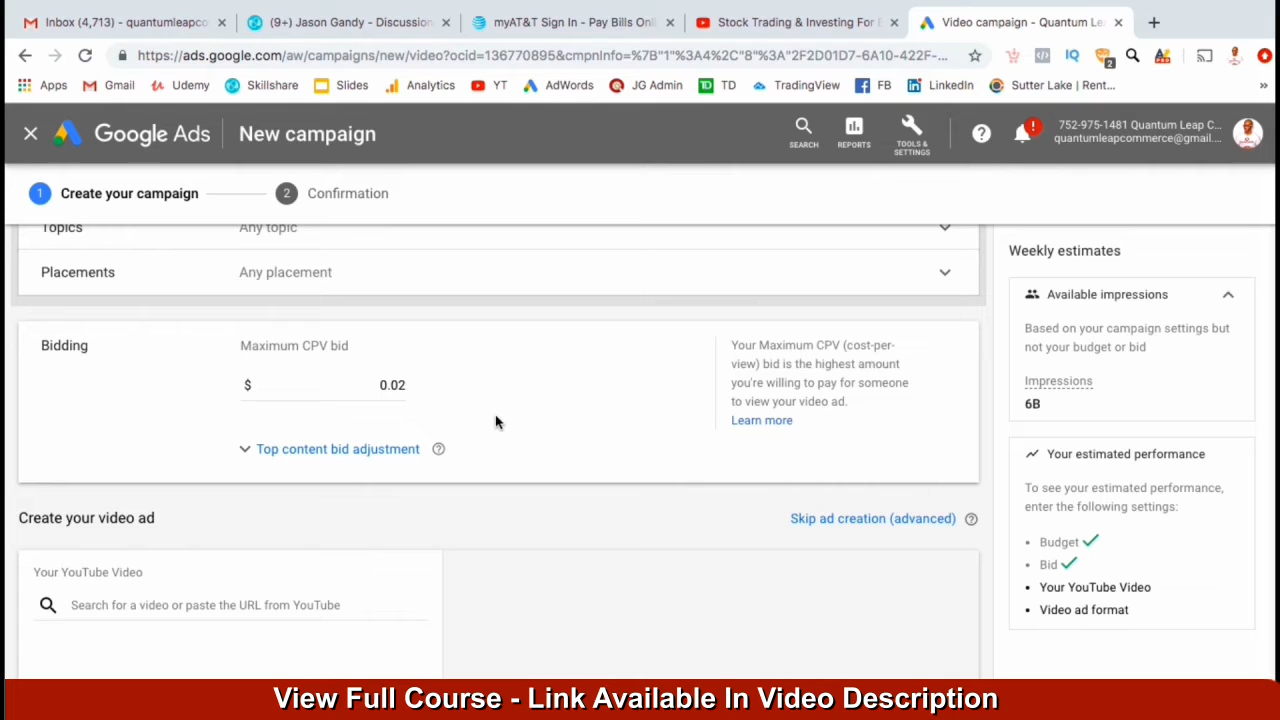 Inbox (4,713) - quantumleapco
(9+) Jason Gandy - Discussion
myAT&T Sign In - Pay Bills Onl
Stock Trading & Investing For B
Video campaign - Quantum Le
https://ads.google.com/aw/campaigns/new/video?ocid=136770895&cmpnInfo=%7B"1"%3A4%2C"8"%3A"2F2D01D7-6A10-422F-...
2
Apps
Gmail
Udemy
Skillshare
Slides
Analytics
YT
AdWords
JG Admin
TD
TradingView
FB
LinkedIn
Sutter Lake | Rent...
»
Google Ads
New campaign
SEARCH
REPORTS
TOOLS &
SETTINGS
752-975-1481 Quantum Leap C...
quantumleapcommerce@gmail....
1 Create your campaign
2 Confirmation
Topics
Any topic
Placements
Any placement
Bidding
Maximum CPV bid
$ 0.02
Top content bid adjustment
Your Maximum CPV (cost-per-
view) bid is the highest amount
you're willing to pay for someone
to view your video ad.
Learn more
Create your video ad
Skip ad creation (advanced)
Your YouTube Video
Search for a video or paste the URL from YouTube
Weekly estimates
Available impressions
Based on your campaign settings but
not your budget or bid
Impressions
6B
Your estimated performance
To see your estimated performance,
enter the following settings:
• Budget
• Bid
• Your YouTube Video
• Video ad format
View Full Course - Link Available In Video Description